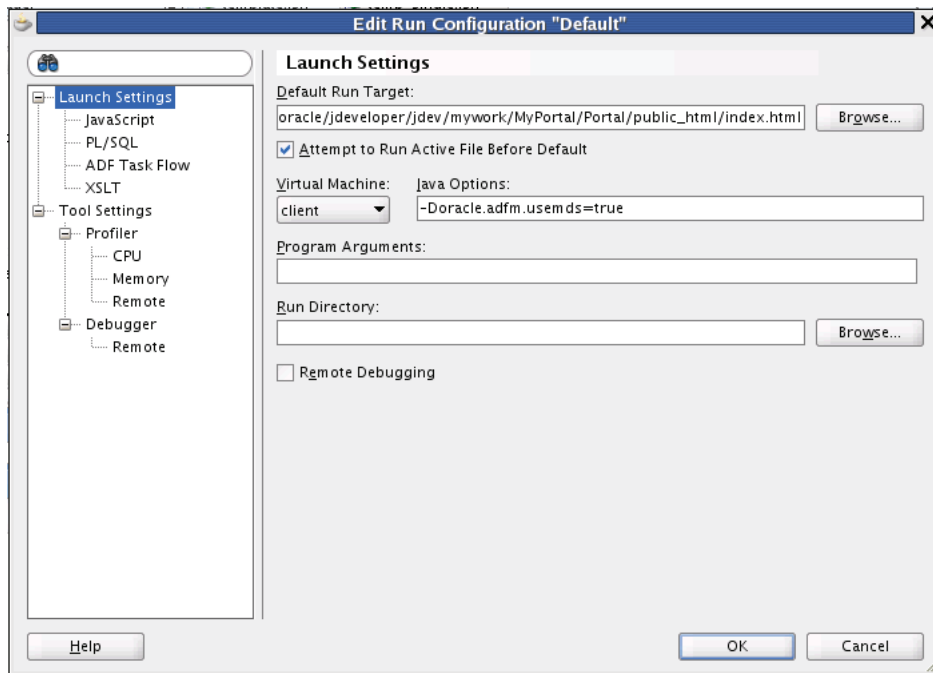 Edit Run Configuration "Default"
Launch Settings
JavaScript
PL/SQL
ADF Task Flow
XSLT
Tool Settings
Profiler
CPU
Memory
Remote
Debugger
Remote
Launch Settings
Default Run Target:
oracle/jdeveloper/jdev/mywork/MyPortal/Portal/public_html/index.html
Browse...
Attempt to Run Active File Before Default
Virtual Machine: Java Options:
client -Doracle.adfm.usemds=true
Program Arguments:
Run Directory:
Browse...
Remote Debugging
Help OK Cancel